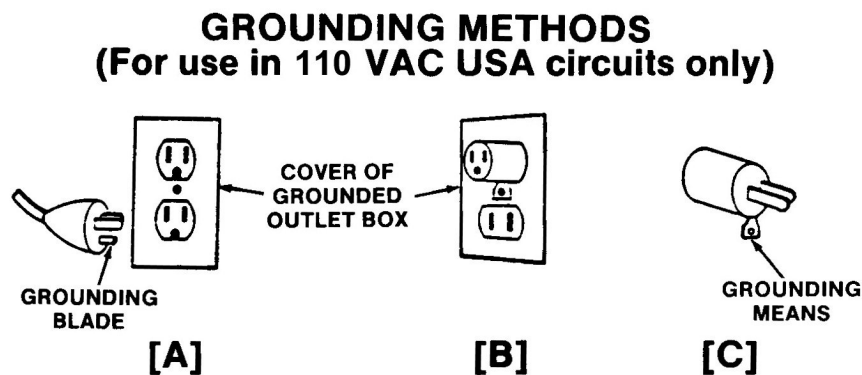 GROUNDING METHODS
(For use in 110 VAC USA circuits only)
COVER OF
GROUNDED
OUTLET BOX
GROUNDING
BLADE
GROUNDING
MEANS
[A]
[B]
[C]